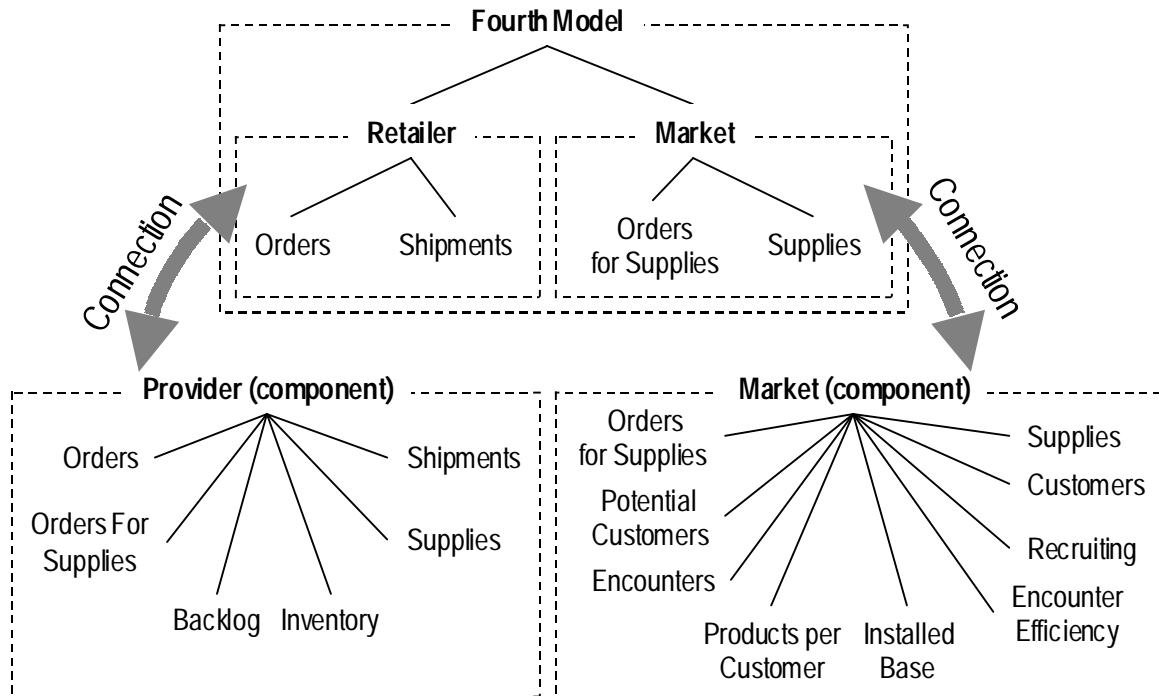 Fourth Model
Retailer
Market
Orders
Shipments
Orders
for Supplies
Supplies
Connection
Connection
Provider (component)
Orders
Shipments
Orders For
Supplies
Supplies
Backlog
Inventory
Market (component)
Orders
for Supplies
Supplies
Customers
Potential
Customers
Recruiting
Encounters
Encounter
Efficiency
Products per
Customer
Installed
Base